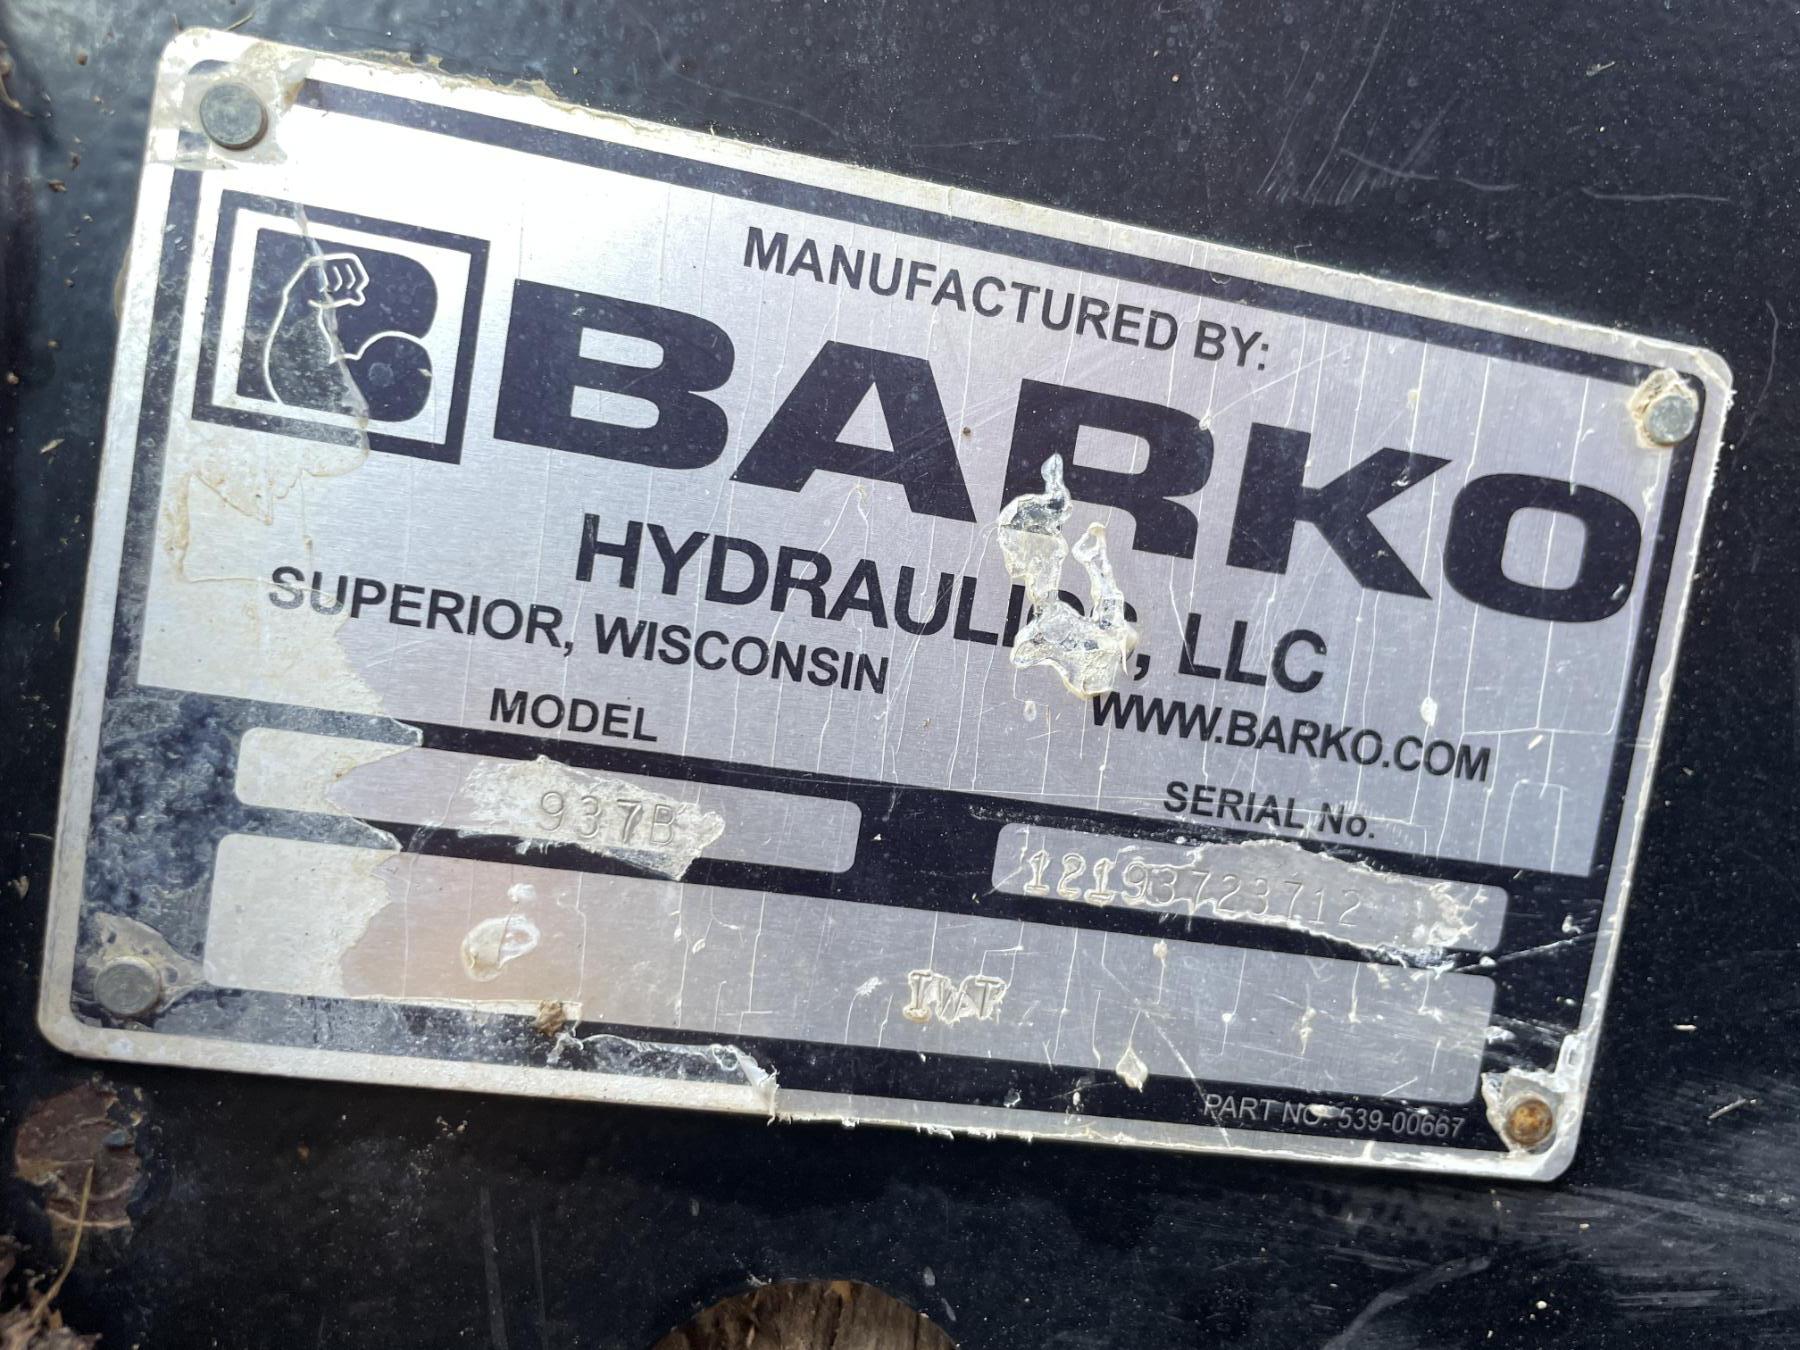 MANUFACTURED BY:
BARKO
HYDRAULICS, LLC
SUPERIOR, WISCONSIN
WWW.BARKO.COM
MODEL
SERIAL No.
937B
12193723712
IWT
PART NO. 539-00667